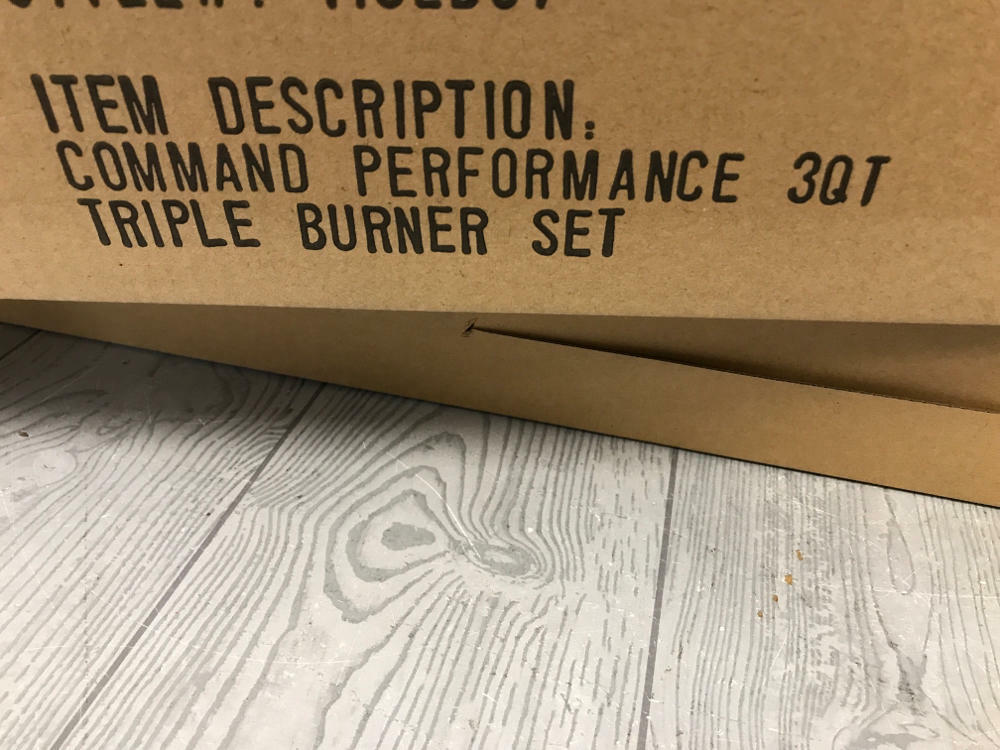 ITEM DESCRIPTION:
COMMAND PERFORMANCE 3QT
TRIPLE BURNER SET